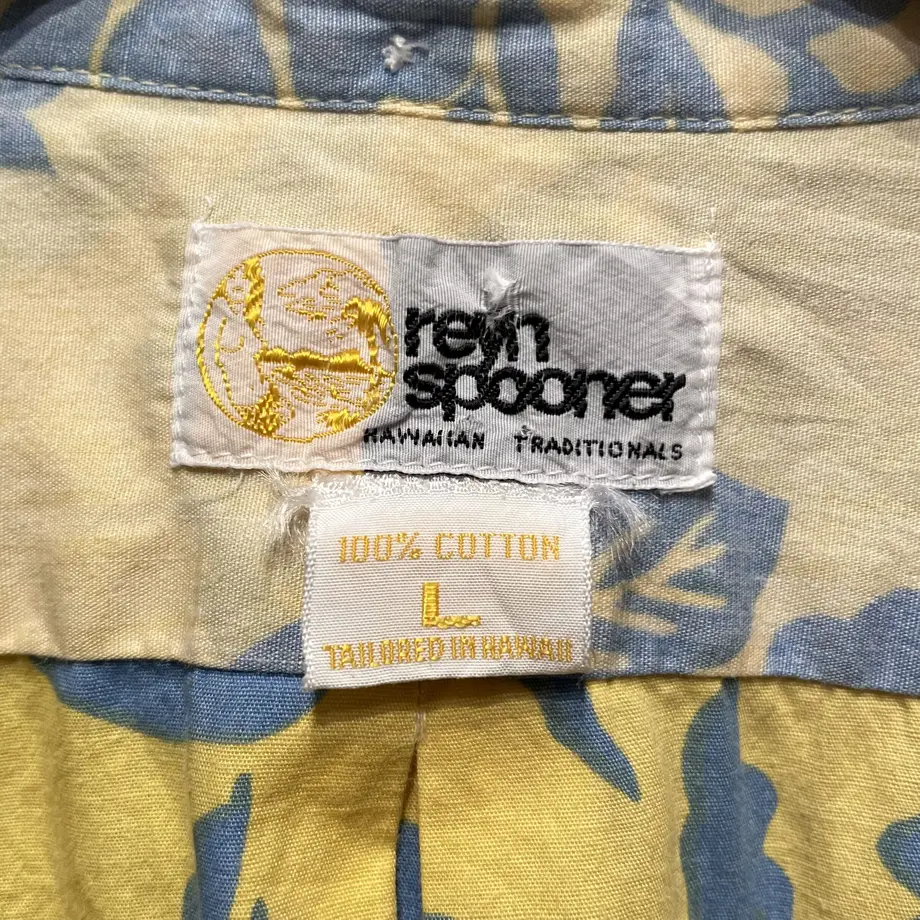 reyn
spooner
HAWAIIAN TRADITIONALS
100% COTTON
L
TAILORED IN HAWAII